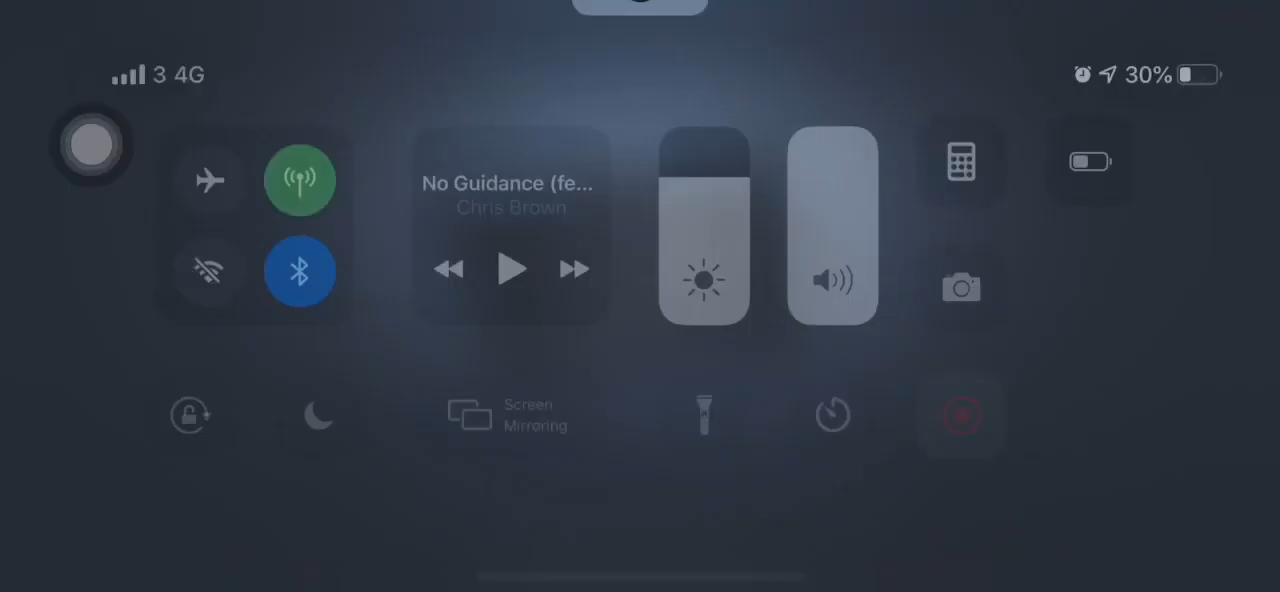 3 4G
30%
No Guidance (fe...
Chris Brown
Screen
Mirroring